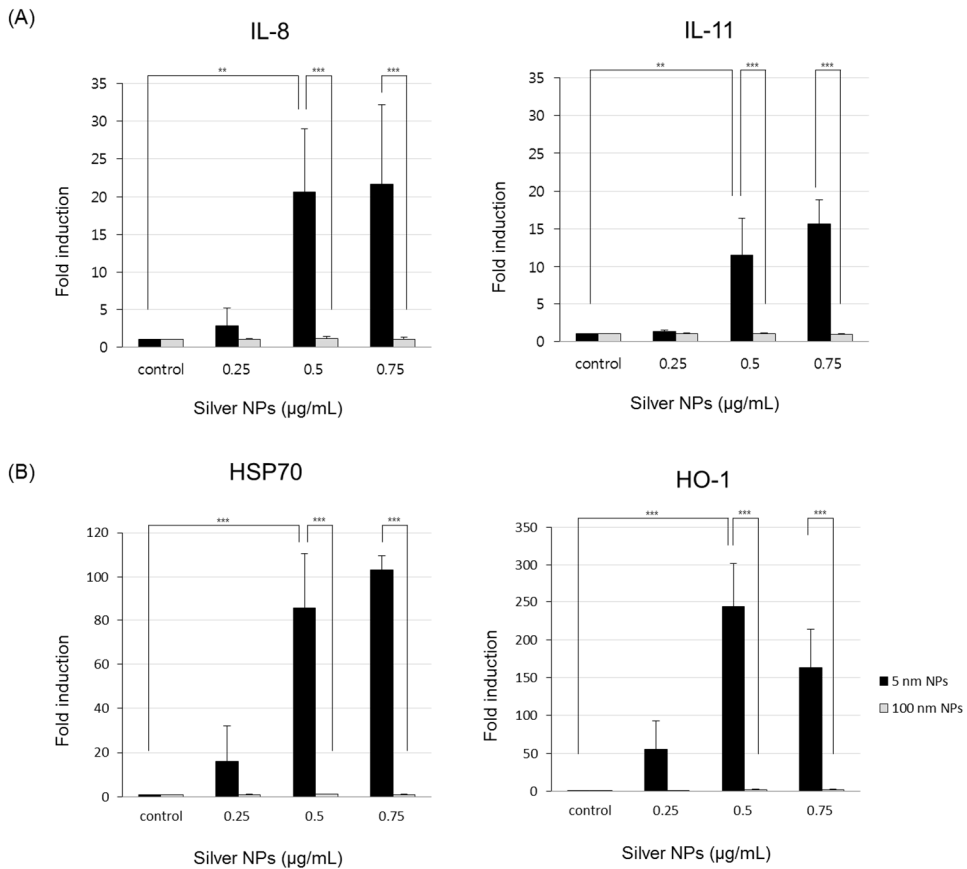 (A)
IL-8
** *** ***
35
30
25
20
15
10
5
0
Fold induction
control 0.25 0.5 0.75
Silver NPs (µg/mL)
IL-11
** *** ***
35
30
25
20
15
10
5
0
Fold induction
control 0.25 0.5 0.75
Silver NPs (µg/mL)
(B)
HSP70
*** *** ***
120
100
80
60
40
20
0
Fold induction
control 0.25 0.5 0.75
Silver NPs (µg/mL)
HO-1
*** *** ***
350
300
250
200
150
100
50
0
Fold induction
control 0.25 0.5 0.75
Silver NPs (µg/mL)
5 nm NPs
100 nm NPs